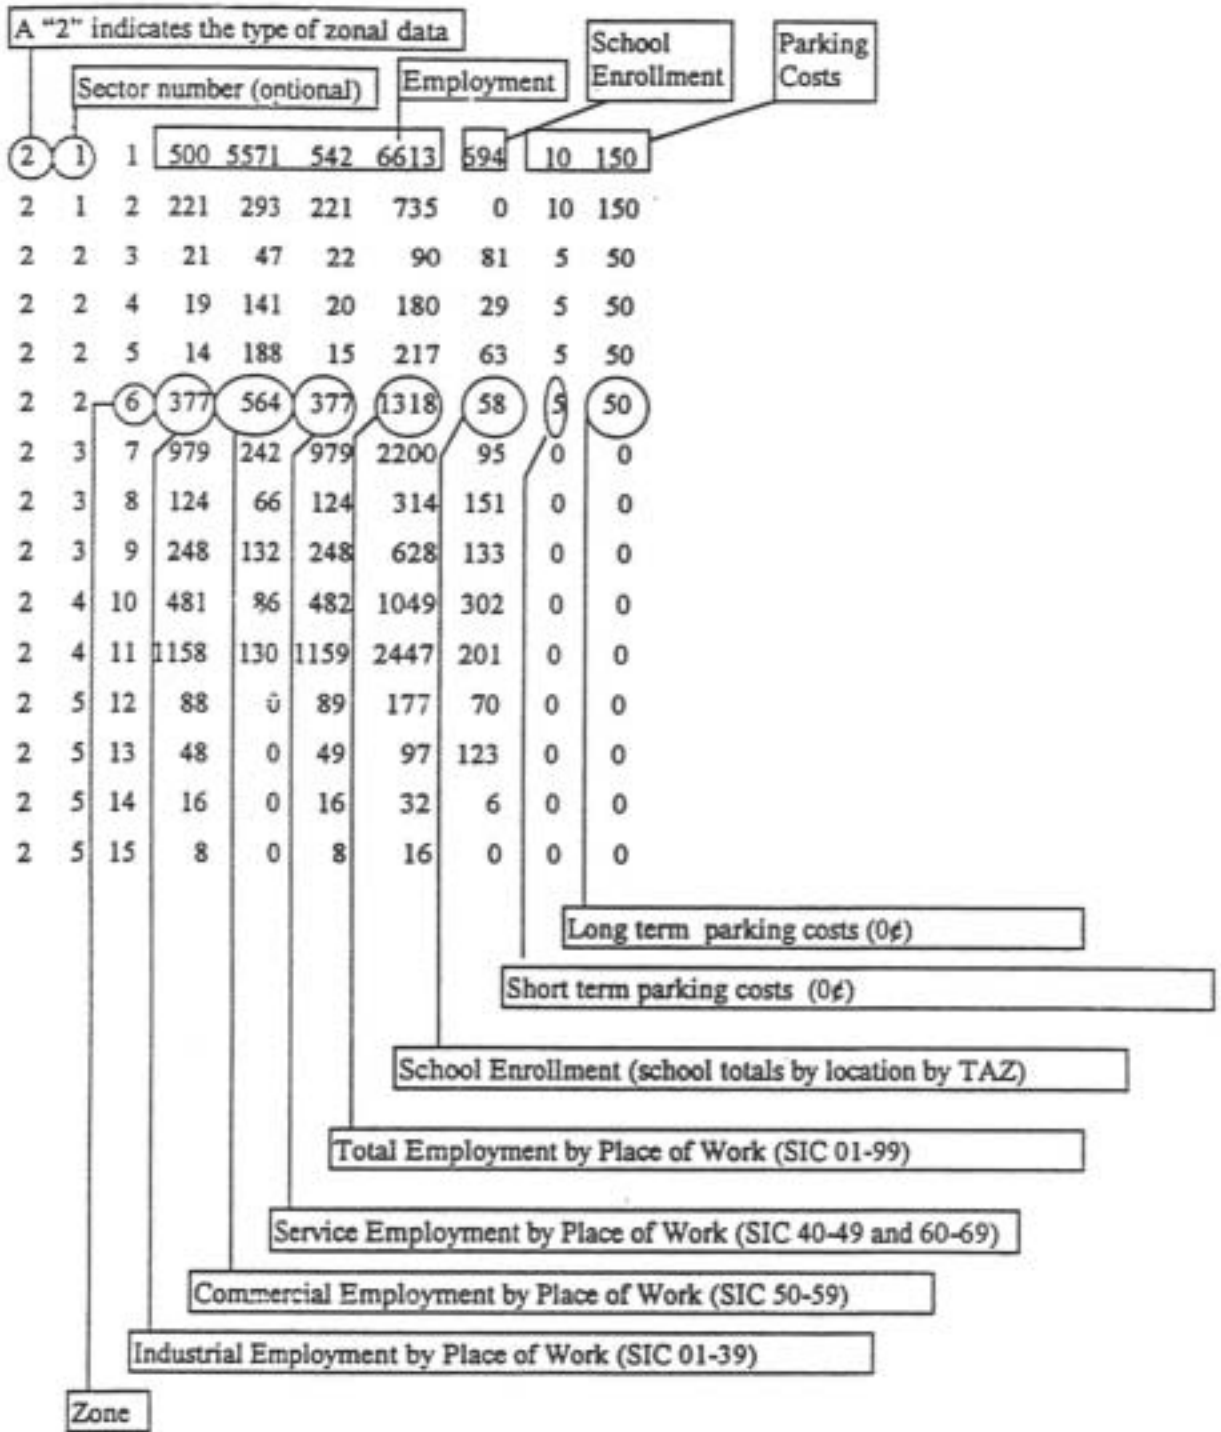 A "2" indicates the type of zonal data
School
Enrollment
Parking
Costs
Sector number (optional)
Employment
2 1 1 500 5571 542 6613 594 10 150
2 1 2 221 293 221 735 0 10 150
2 2 3 21 47 22 90 81 5 50
2 2 4 19 141 20 180 29 5 50
2 2 5 14 188 15 217 63 5 50
2 2 6 377 564 377 1318 58 5 50
2 3 7 979 242 979 2200 95 0 0
2 3 8 124 66 124 314 151 0 0
2 3 9 248 132 248 628 133 0 0
2 4 10 481 86 482 1049 302 0 0
2 4 11 1158 130 1159 2447 201 0 0
2 5 12 88 0 89 177 70 0 0
2 5 13 48 0 49 97 123 0 0
2 5 14 16 0 16 32 6 0 0
2 5 15 8 0 8 16 0 0 0
Long term parking costs (0¢)
Short term parking costs (0¢)
School Enrollment (school totals by location by TAZ)
Total Employment by Place of Work (SIC 01-99)
Service Employment by Place of Work (SIC 40-49 and 60-69)
Commercial Employment by Place of Work (SIC 50-59)
Industrial Employment by Place of Work (SIC 01-39)
Zone